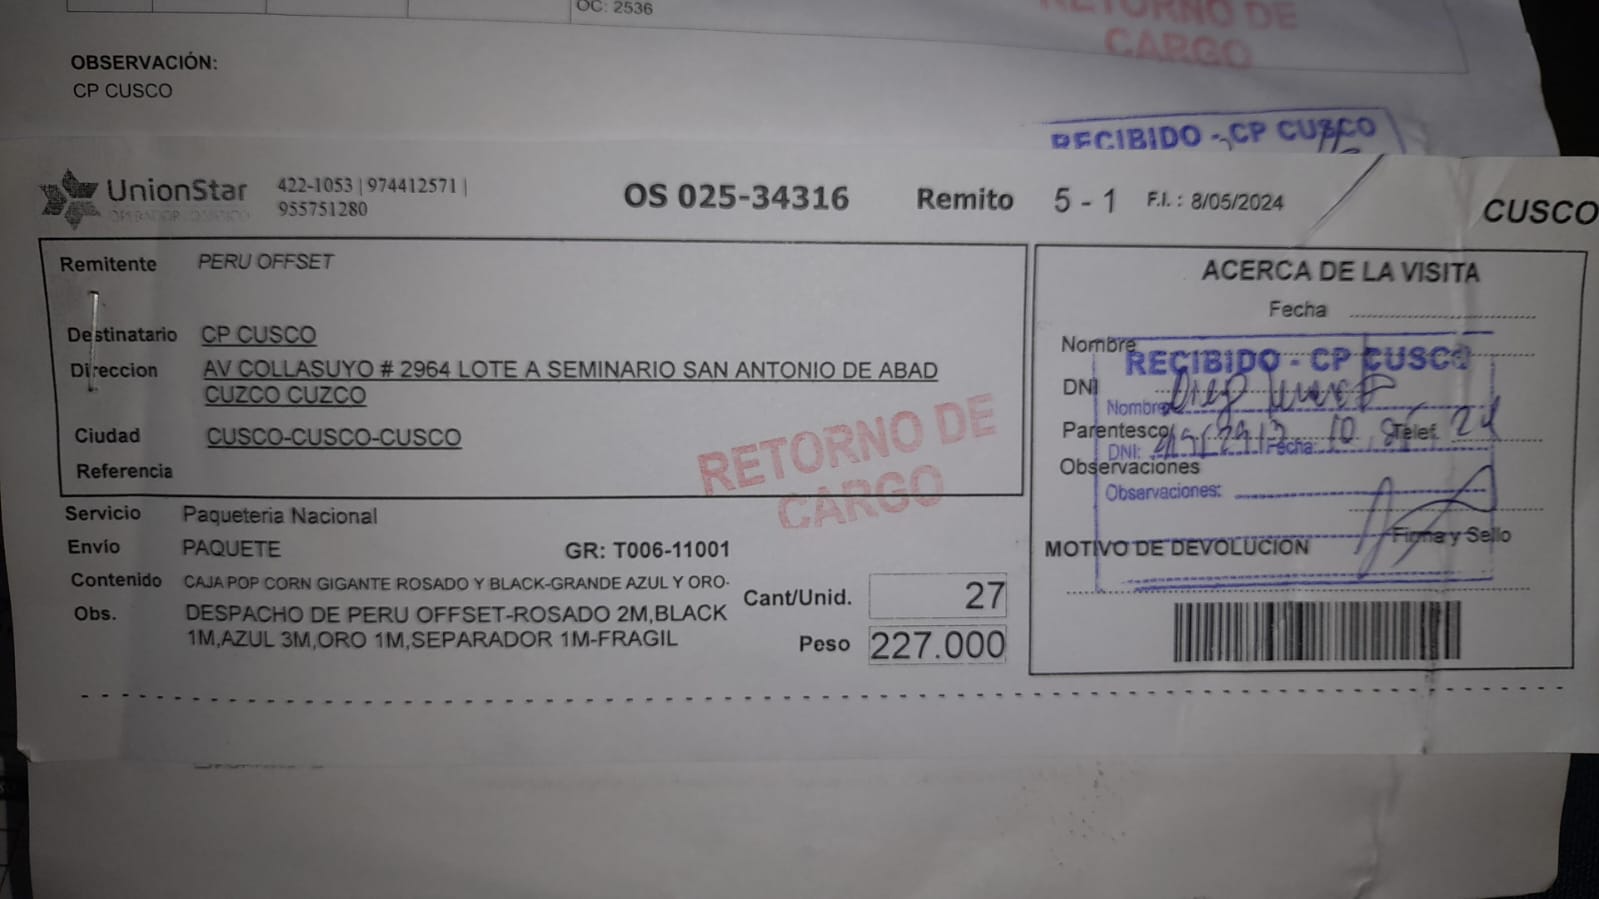 OC: 2536
RETORNO DE
CARGO
OBSERVACIÓN:
CP CUSCO
RECIBIDO - CP CUSCO
UnionStar
422-1053 | 974412571 |
955751280
OS 025-34316
Remito 5 - 1
F.I. : 8/05/2024
CUSCO
Remitente PERU OFFSET
Destinatario CP CUSCO
Direccion AV COLLASUYO # 2964 LOTE A SEMINARIO SAN ANTONIO DE ABAD
CUZCO CUZCO
Ciudad CUSCO-CUSCO-CUSCO
Referencia
RETORNO DE
CARGO
Servicio Paqueteria Nacional
Envío PAQUETE
GR: T006-11001
Contenido CAJA POP CORN GIGANTE ROSADO Y BLACK-GRANDE AZUL Y ORO-
Obs. DESPACHO DE PERU OFFSET-ROSADO 2M,BLACK
1M,AZUL 3M,ORO 1M,SEPARADOR 1M-FRAGIL
Cant/Unid. 27
Peso 227.000
ACERCA DE LA VISITA
Fecha
Nombre
RECIBIDO - CP CUSCO
DNI
Nombre
Parentesco
Telef.
DNI:
Fecha:
Observaciones
Observaciones:
Firma y Sello
MOTIVO DE DEVOLUCION